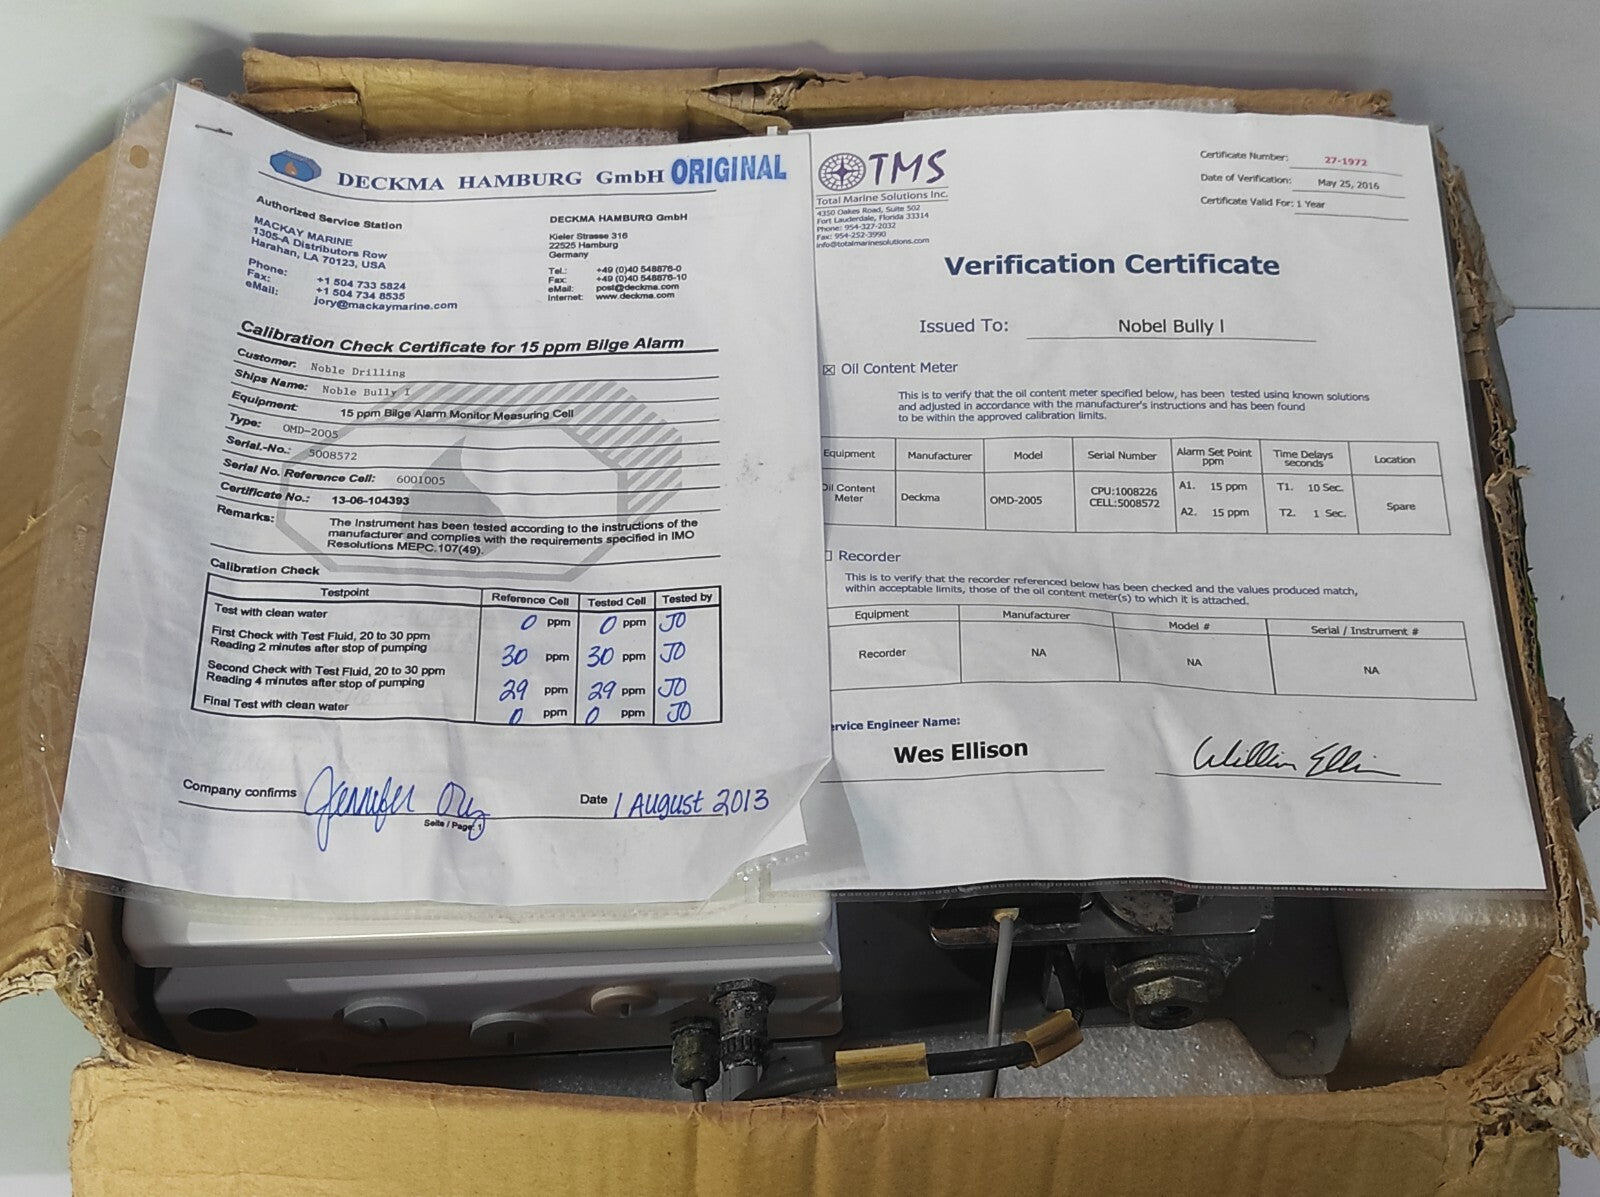 DECKMA HAMBURG GmbH ORIGINAL
Authorized Service Station
MACKAY MARINE
1305-A Distributors Row
Harahan, LA 70123, USA
Phone: +1 504 733 5824
Fax: +1 504 734 8535
eMail: jory@mackaymarine.com
DECKMA HAMBURG GmbH
Kieler Strasse 316
22525 Hamburg
Germany
Tel.: +49 (0)40 548876-0
Fax: +49 (0)40 548876-10
eMail: post@deckma.com
Internet: www.deckma.com
Calibration Check Certificate for 15 ppm Bilge Alarm
Customer: Noble Drilling
Ships Name: Noble Bully I
Equipment: 15 ppm Bilge Alarm Monitor Measuring Cell
Type: OMD-2005
Serial.-No.: 5008572
Serial No. Reference Cell: 6001005
Certificate No.: 13-06-104393
Remarks: The Instrument has been tested according to the instructions of the
manufacturer and complies with the requirements specified in IMO
Resolutions MEPC.107(49).
Calibration Check
Testpoint Reference Cell Tested Cell Tested by
Test with clean water 0 ppm 0 ppm JO
First Check with Test Fluid, 20 to 30 ppm
Reading 2 minutes after stop of pumping 30 ppm 30 ppm JO
Second Check with Test Fluid, 20 to 30 ppm
Reading 4 minutes after stop of pumping 29 ppm 29 ppm JO
Final Test with clean water 0 ppm 0 ppm JO
Company confirms Jennifer Date 1 August 2013
Seite / Page: 1
TMS
Total Marine Solutions Inc.
4350 Oakes Road, Suite 502
Fort Lauderdale, Florida 33314
Phone: 954-327-2032
Fax: 954-252-3990
info@totalmarinesolutions.com
Certificate Number: 27-1972
Date of Verification: May 25, 2016
Certificate Valid For: 1 Year
Verification Certificate
Issued To: Nobel Bully I
☒ Oil Content Meter
This is to verify that the oil content meter specified below, has been tested using known solutions
and adjusted in accordance with the manufacturer's instructions and has been found
to be within the approved calibration limits.
Equipment Manufacturer Model Serial Number Alarm Set Point ppm Time Delays seconds Location
Oil Content Meter Deckma OMD-2005 CPU:1008226 CELL:5008572 A1. 15 ppm T1. 10 Sec. Spare
A2. 15 ppm T2. 1 Sec.
Recorder
This is to verify that the recorder referenced below has been checked and the values produced match,
within acceptable limits, those of the oil content meter(s) to which it is attached.
Equipment Manufacturer Model # Serial / Instrument #
Recorder NA NA NA
ervice Engineer Name:
Wes Ellison